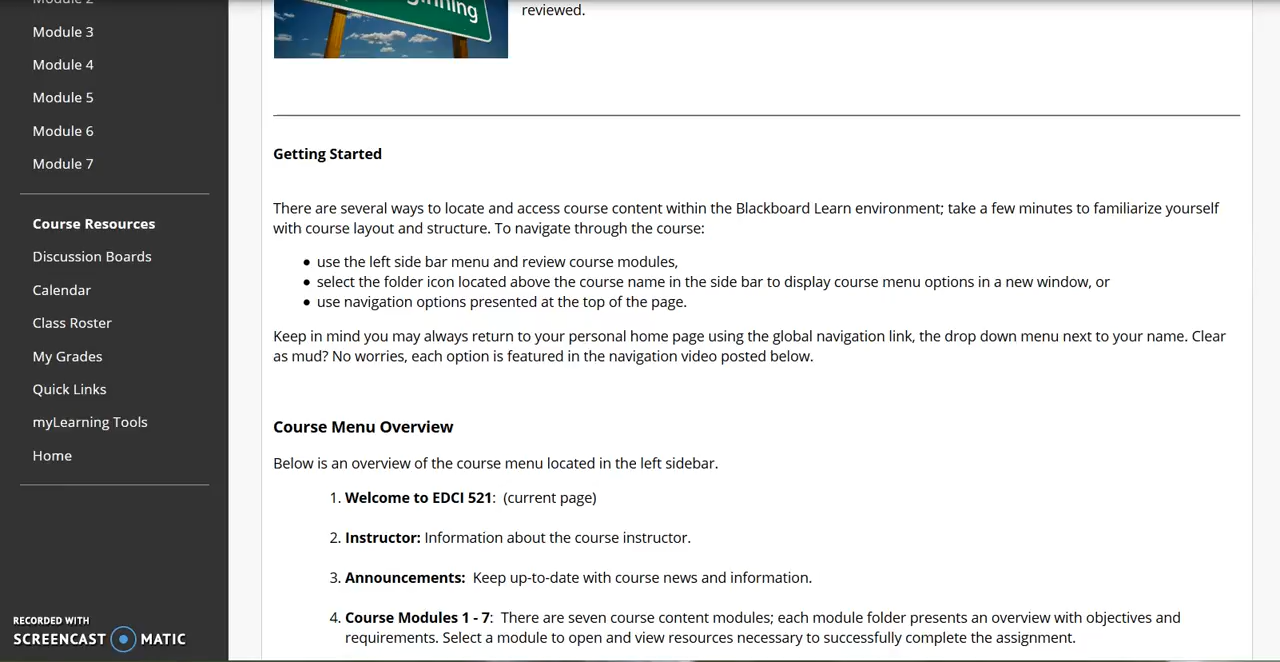 Module 2
Module 3
Module 4
Module 5
Module 6
Module 7
Course Resources
Discussion Boards
Calendar
Class Roster
My Grades
Quick Links
myLearning Tools
Home
RECORDED WITH
SCREENCAST MATIC
reviewed.
Getting Started
There are several ways to locate and access course content within the Blackboard Learn environment; take a few minutes to familiarize yourself
with course layout and structure. To navigate through the course:
• use the left side bar menu and review course modules,
• select the folder icon located above the course name in the side bar to display course menu options in a new window, or
• use navigation options presented at the top of the page.
Keep in mind you may always return to your personal home page using the global navigation link, the drop down menu next to your name. Clear
as mud? No worries, each option is featured in the navigation video posted below.
Course Menu Overview
Below is an overview of the course menu located in the left sidebar.
1. Welcome to EDCI 521: (current page)
2. Instructor: Information about the course instructor.
3. Announcements: Keep up-to-date with course news and information.
4. Course Modules 1 - 7: There are seven course content modules; each module folder presents an overview with objectives and
requirements. Select a module to open and view resources necessary to successfully complete the assignment.